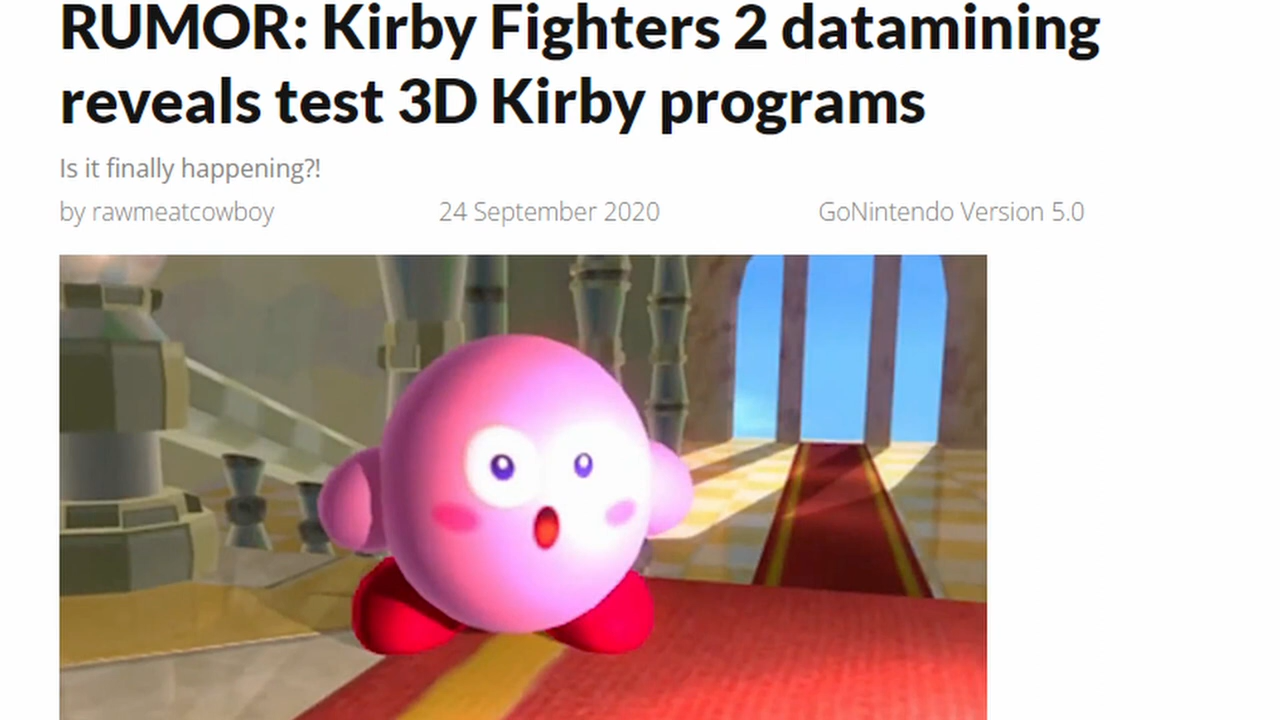 RUMOR: Kirby Fighters 2 datamining
reveals test 3D Kirby programs
Is it finally happening?!
by rawmeatcowboy 24 September 2020 GoNintendo Version 5.0